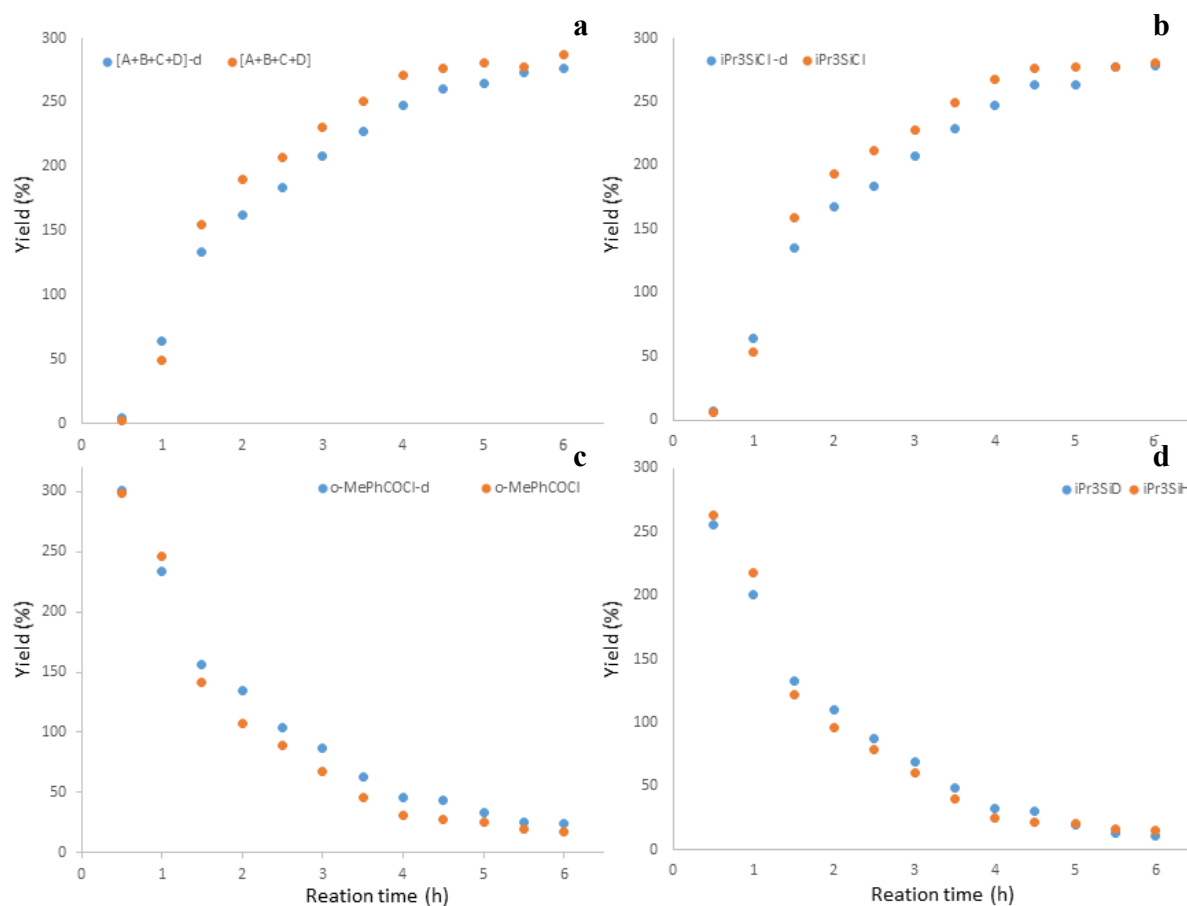 a
[A+B+C+D]-d [A+B+C+D]
Yield (%)
300
250
200
150
100
50
0
0 1 2 3 4 5 6
b
iPr3SiCl-d iPr3SiCl
Yield (%)
300
250
200
150
100
50
0
0 1 2 3 4 5 6
c
o-MePhCOCl-d o-MePhCOCl
Yield (%)
300
250
200
150
100
50
0
0 1 2 3 4 5 6
Reation time (h)
d
iPr3SiD iPr3SiH
Yield (%)
300
250
200
150
100
50
0
0 1 2 3 4 5 6
Reation time (h)